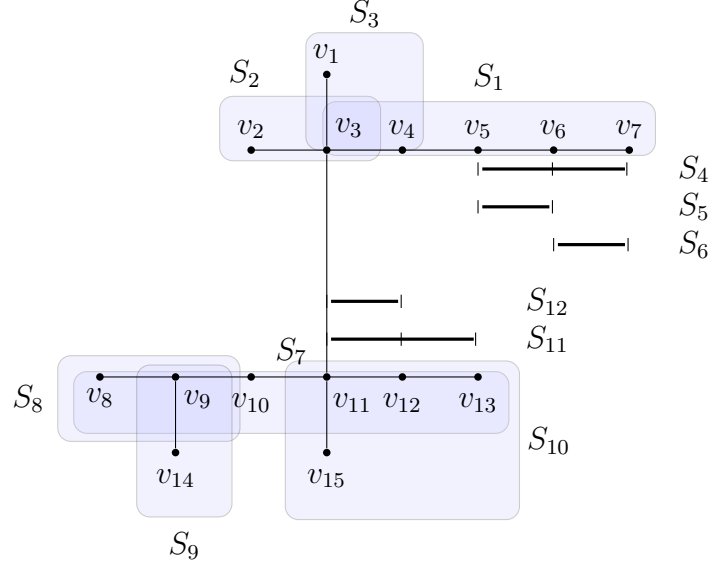 S₃
v₁
S₂ S₁
v₂ v₃ v₄ v₅ v₆ v₇
S₄
S₅
S₆
S₁₂
S₁₁
S₇
S₈ v₈ v₉ v₁₀ v₁₁ v₁₂ v₁₃
S₁₀
v₁₄ v₁₅
S₉